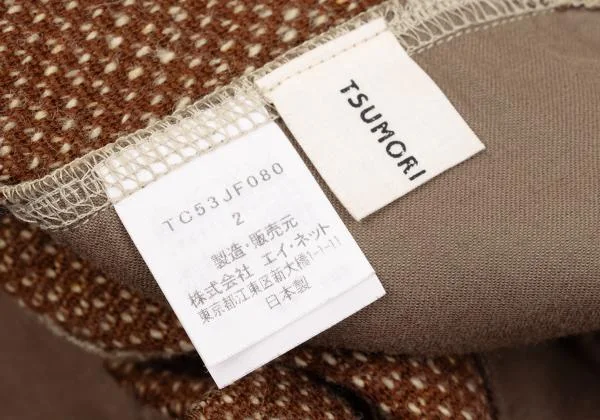 TSUMORI
TC53JF080
2
製造・販売元
株式会社 エイ・ネット
東京都江東区新大橋1-1-11
日本製